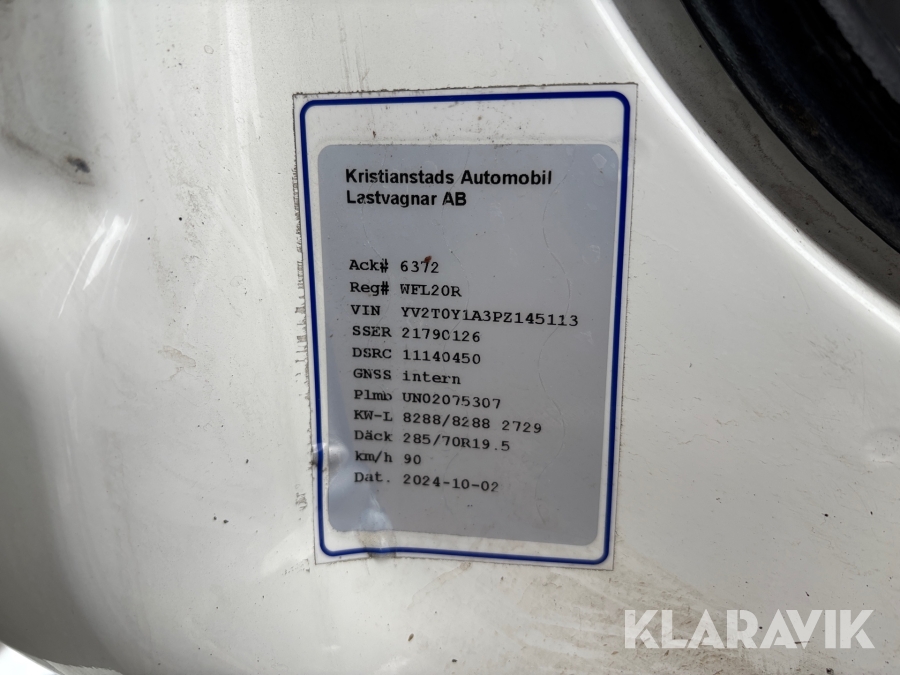 Kristianstads Automobil
Lastvagnar AB
Ack# 6372
Reg# WFL20R
VIN YV2T0Y1A3PZ145113
SSER 21790126
DSRC 11140450
GNSS intern
Plmb UN02075307
KW-L 8288/8288 2729
Däck 285/70R19.5
km/h 90
Dat. 2024-10-02
KLARAVIK